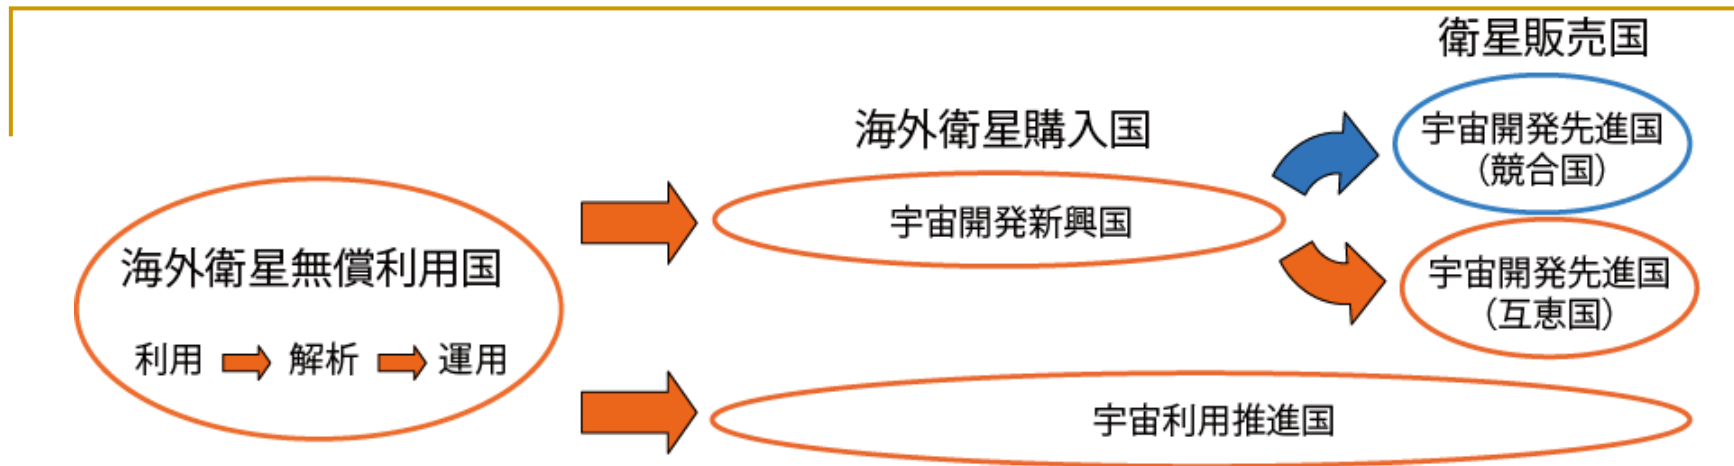 衛星販売国
海外衛星購入国
宇宙開発先進国
（競合国）
宇宙開発新興国
海外衛星無償利用国
宇宙開発先進国
（互恵国）
利用 解析 運用
宇宙利用推進国